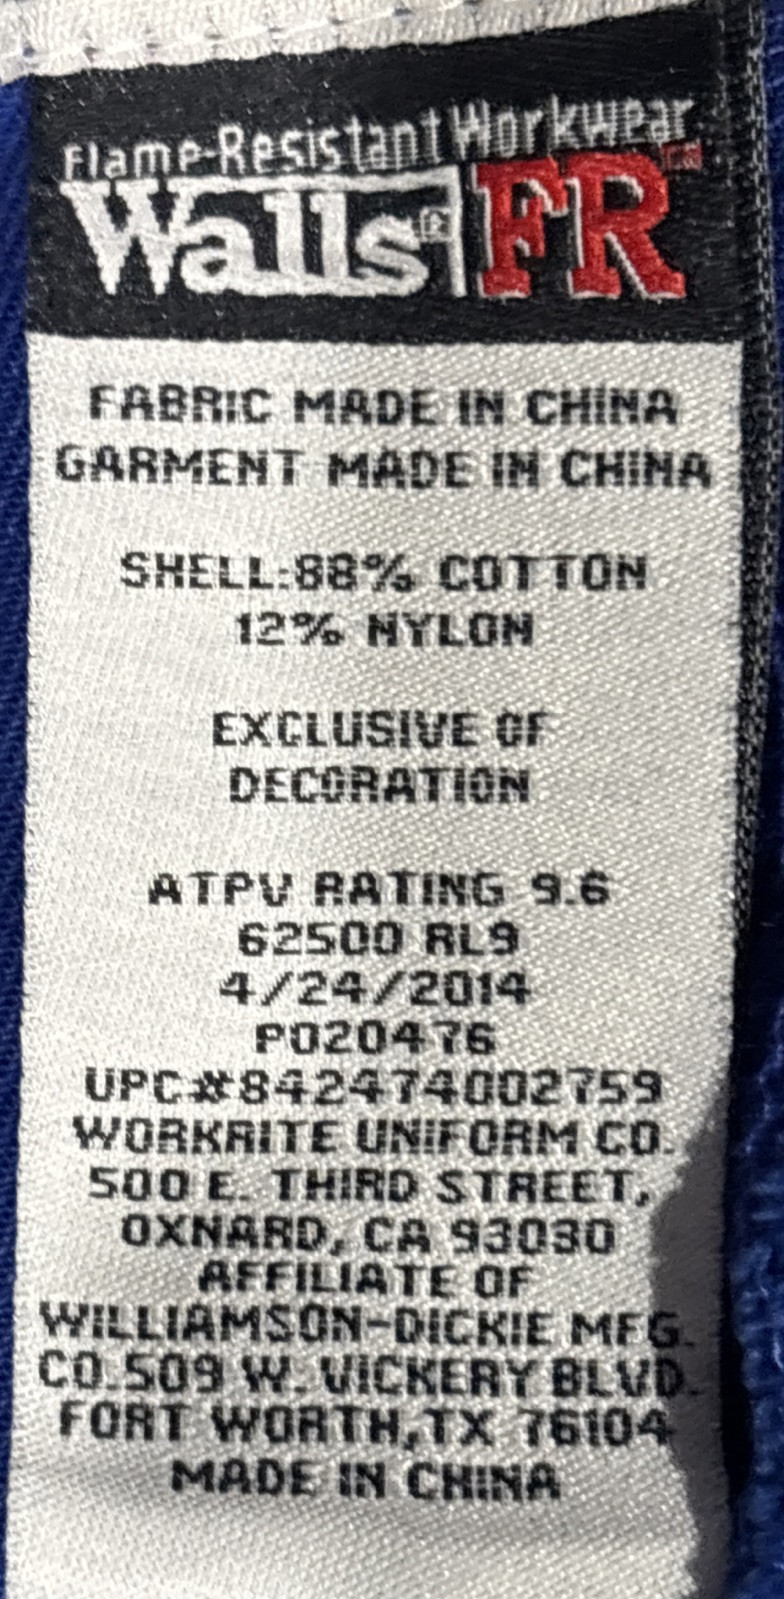 Flame-Resistant Workwear
Walls® FR™
FABRIC MADE IN CHINA
GARMENT MADE IN CHINA
SHELL:88% COTTON
12% NYLON
EXCLUSIVE OF
DECORATION
ATPV RATING 9.6
62500 RL9
4/24/2014
PO20476
UPC#842474002759
WORKRITE UNIFORM CO.
500 E. THIRD STREET,
OXNARD, CA 93030
AFFILIATE OF
WILLIAMSON-DICKIE MFG.
CO.509 W. VICKERY BLVD.
FORT WORTH,TX 76104
MADE IN CHINA